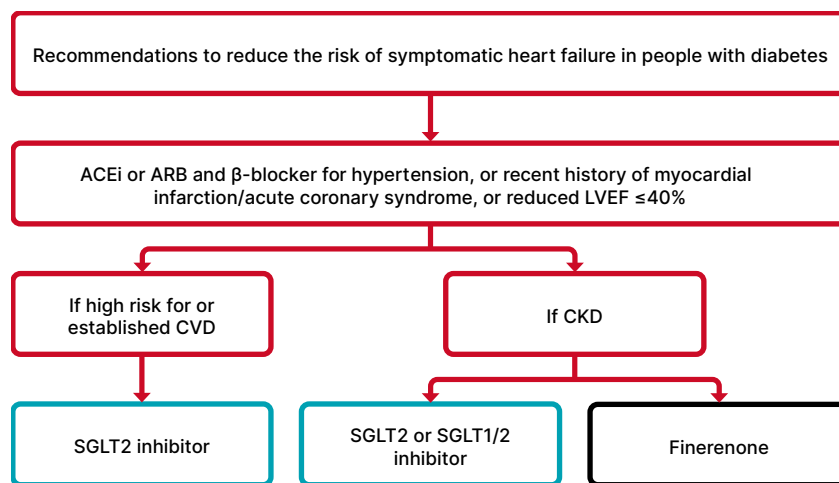 Recommendations to reduce the risk of symptomatic heart failure in people with diabetes
ACEi or ARB and β-blocker for hypertension, or recent history of myocardial
infarction/acute coronary syndrome, or reduced LVEF ≤40%
If high risk for or
established CVD
If CKD
SGLT2 inhibitor
SGLT2 or SGLT1/2
inhibitor
Finerenone